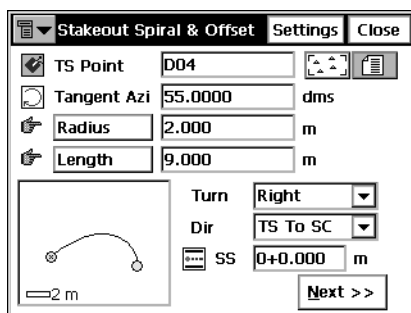 Stakeout Spiral & Offset Settings Close
TS Point D04
Tangent Azi 55.0000 dms
Radius 2.000 m
Length 9.000 m
Turn Right
Dir TS To SC
SS 0+0.000 m
2 m
Next >>